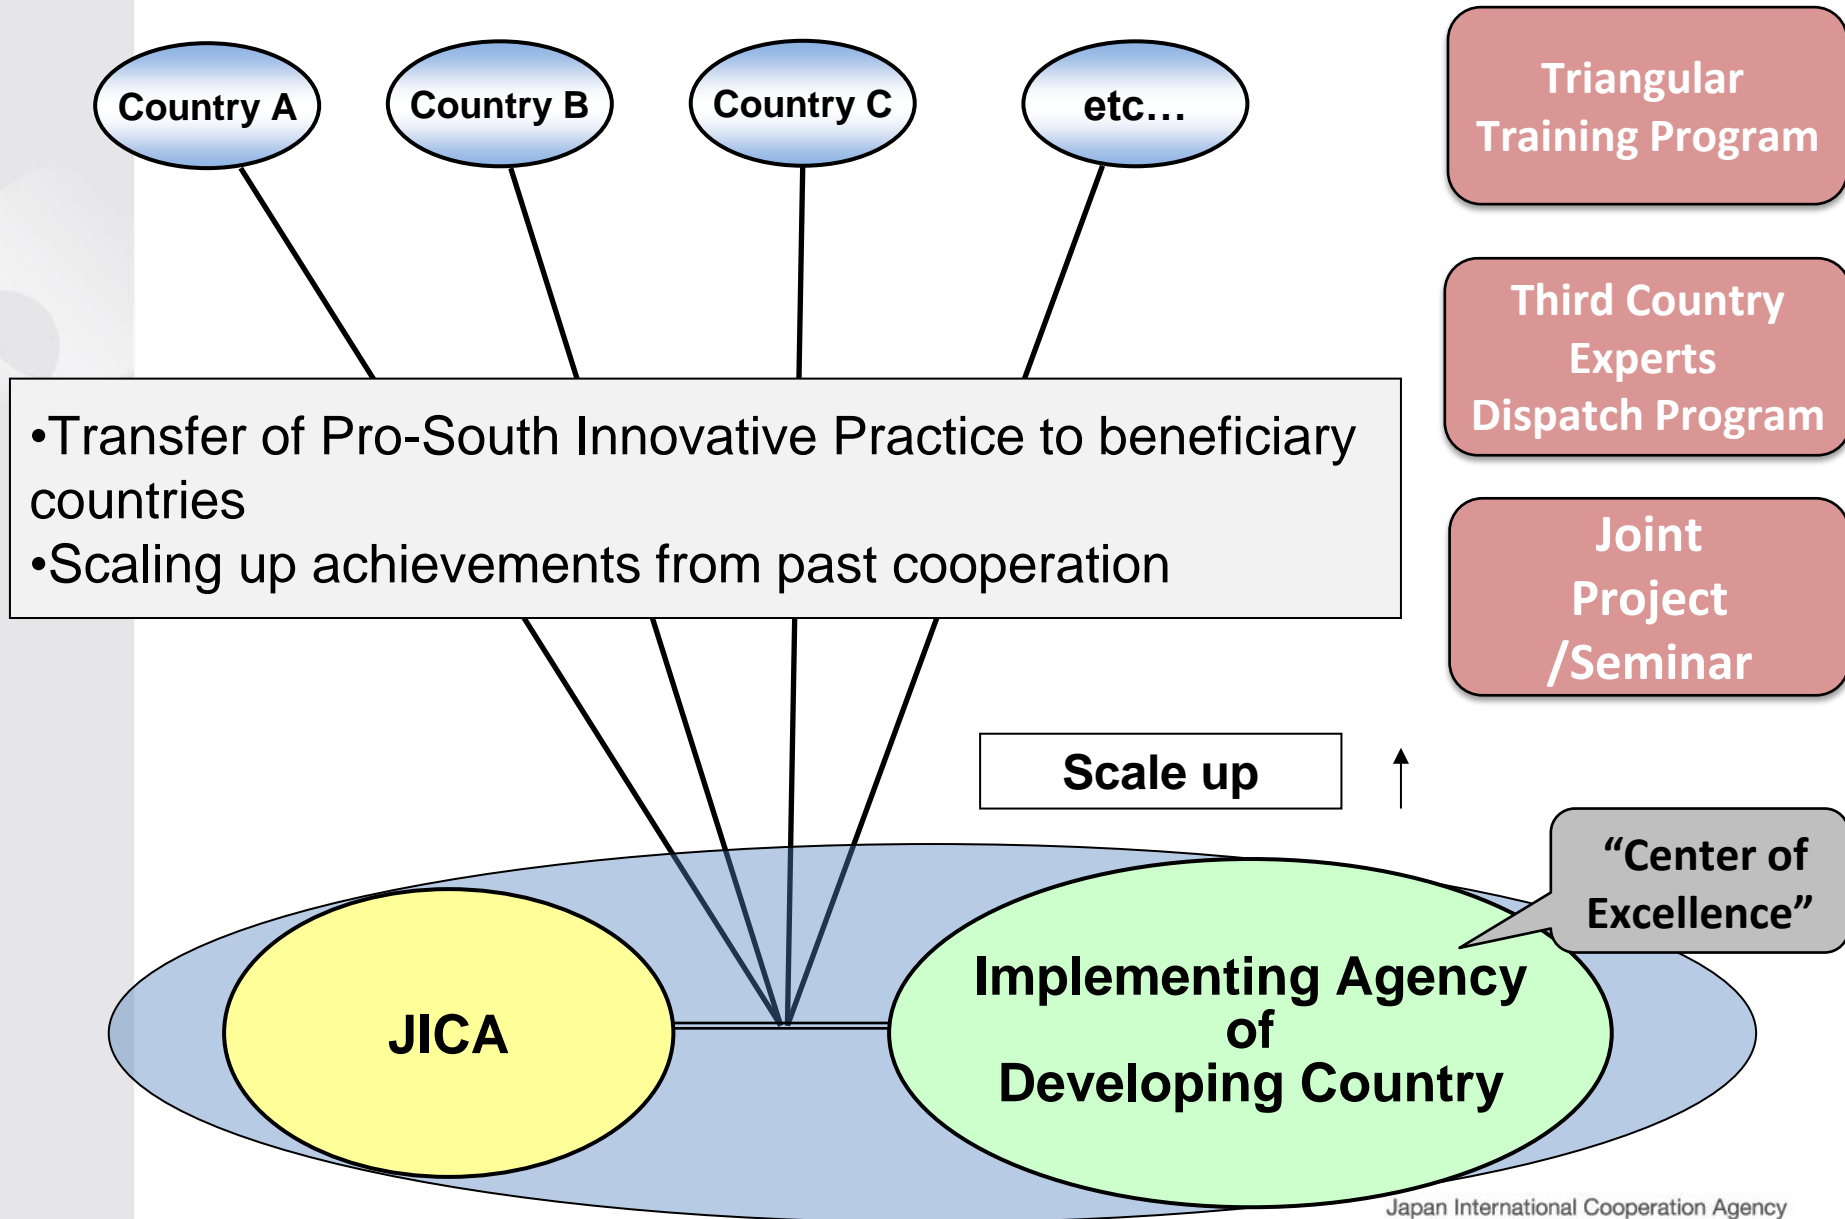 Country A
Country B
Country C
etc…
Triangular
Training Program
Third Country
Experts
Dispatch Program
•Transfer of Pro-South Innovative Practice to beneficiary
countries
•Scaling up achievements from past cooperation
Joint
Project
/Seminar
Scale up
“Center of
Excellence”
JICA
Implementing Agency
of
Developing Country
Japan International Cooperation Agency